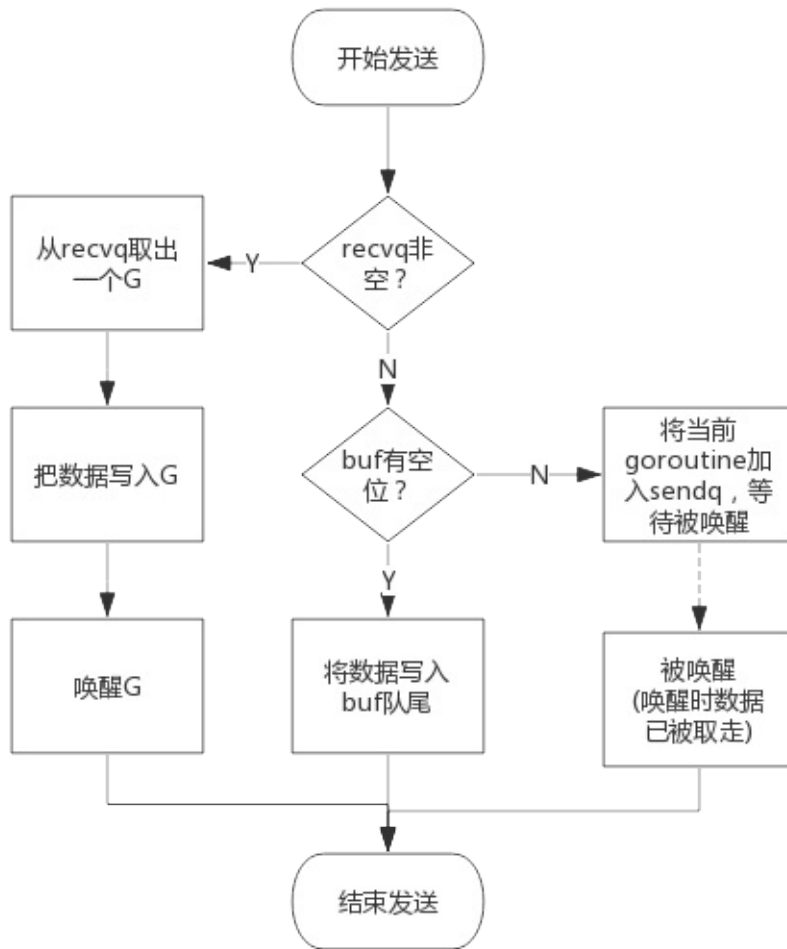 开始发送
recvq非
空？
Y
从recvq取出
一个G
N
把数据写入G
buf有空
位？
N
将当前
goroutine加
入sendq，等
待被唤醒
Y
唤醒G
将数据写入
buf队尾
被唤醒
(唤醒时数据
已被取走)
结束发送